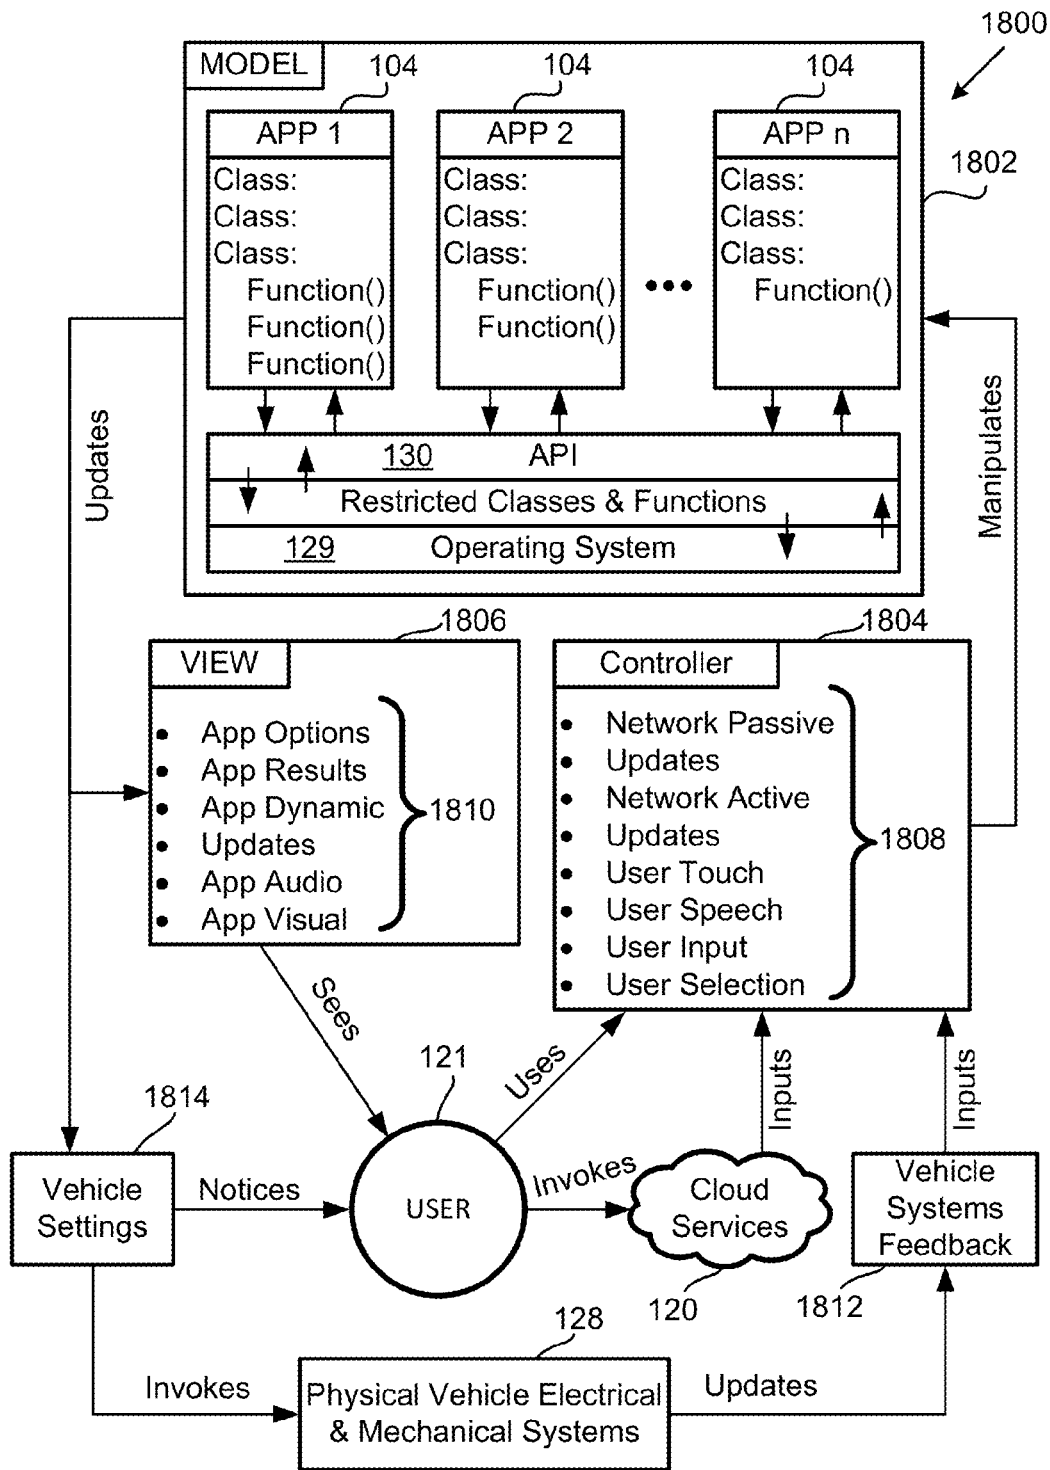 1800
MODEL
104
104
104
1802
APP 1
APP 2
APP n
Class:
Class:
Class:
Function()
Function()
Function()
Class:
Class:
Class:
Function()
Function()
•••
Class:
Class:
Class:
Function()
130 API
Restricted Classes & Functions
129 Operating System
Updates
Manipulates
1806
VIEW
• App Options
• App Results
• App Dynamic
• Updates
• App Audio
• App Visual
1810
1804
Controller
• Network Passive
• Updates
• Network Active
• Updates
• User Touch
• User Speech
• User Input
• User Selection
1808
Sees
Uses
Inputs
Inputs
1814
Vehicle
Settings
Notices
121
USER
Invokes
Cloud
Services
120
Vehicle
Systems
Feedback
1812
Invokes
128
Physical Vehicle Electrical
& Mechanical Systems
Updates